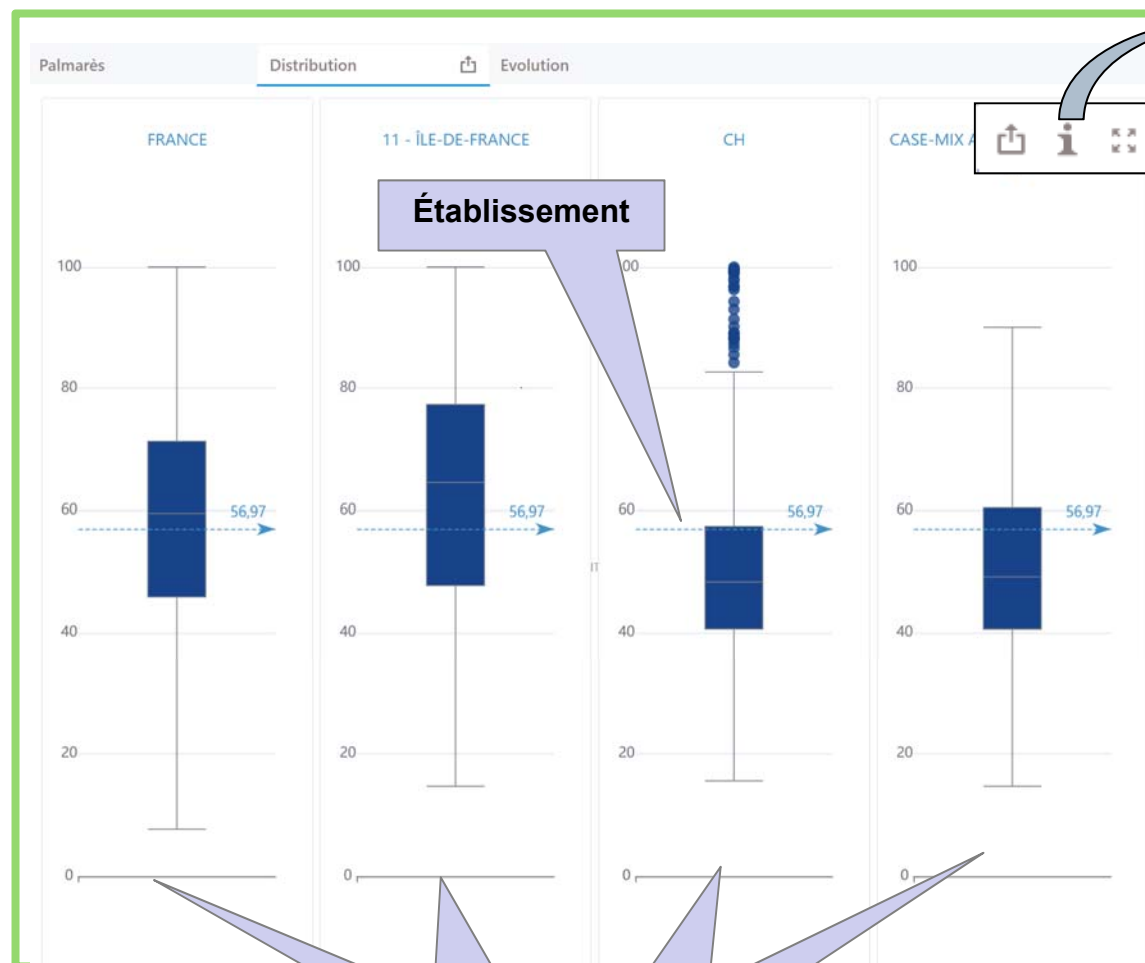 Palmarès Distribution Evolution
FRANCE 11 - ÎLE-DE-FRANCE CH CASE-MIX
Établissement
100 100 00 100
80 80 80 80
60 60 60 60
56,97 56,97 56,97 56,97
IT
40 40 40 40
20 20 20 20
0 0 0 0